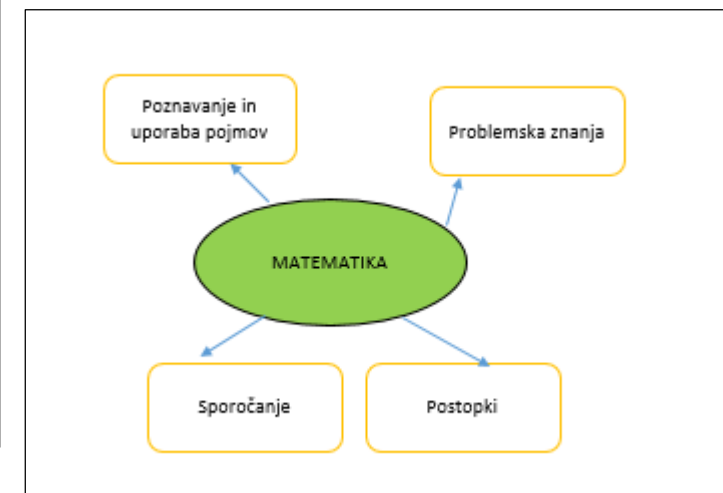 Poznavanje in
uporaba pojmov
Problemska znanja
MATEMATIKA
Sporočanje
Postopki